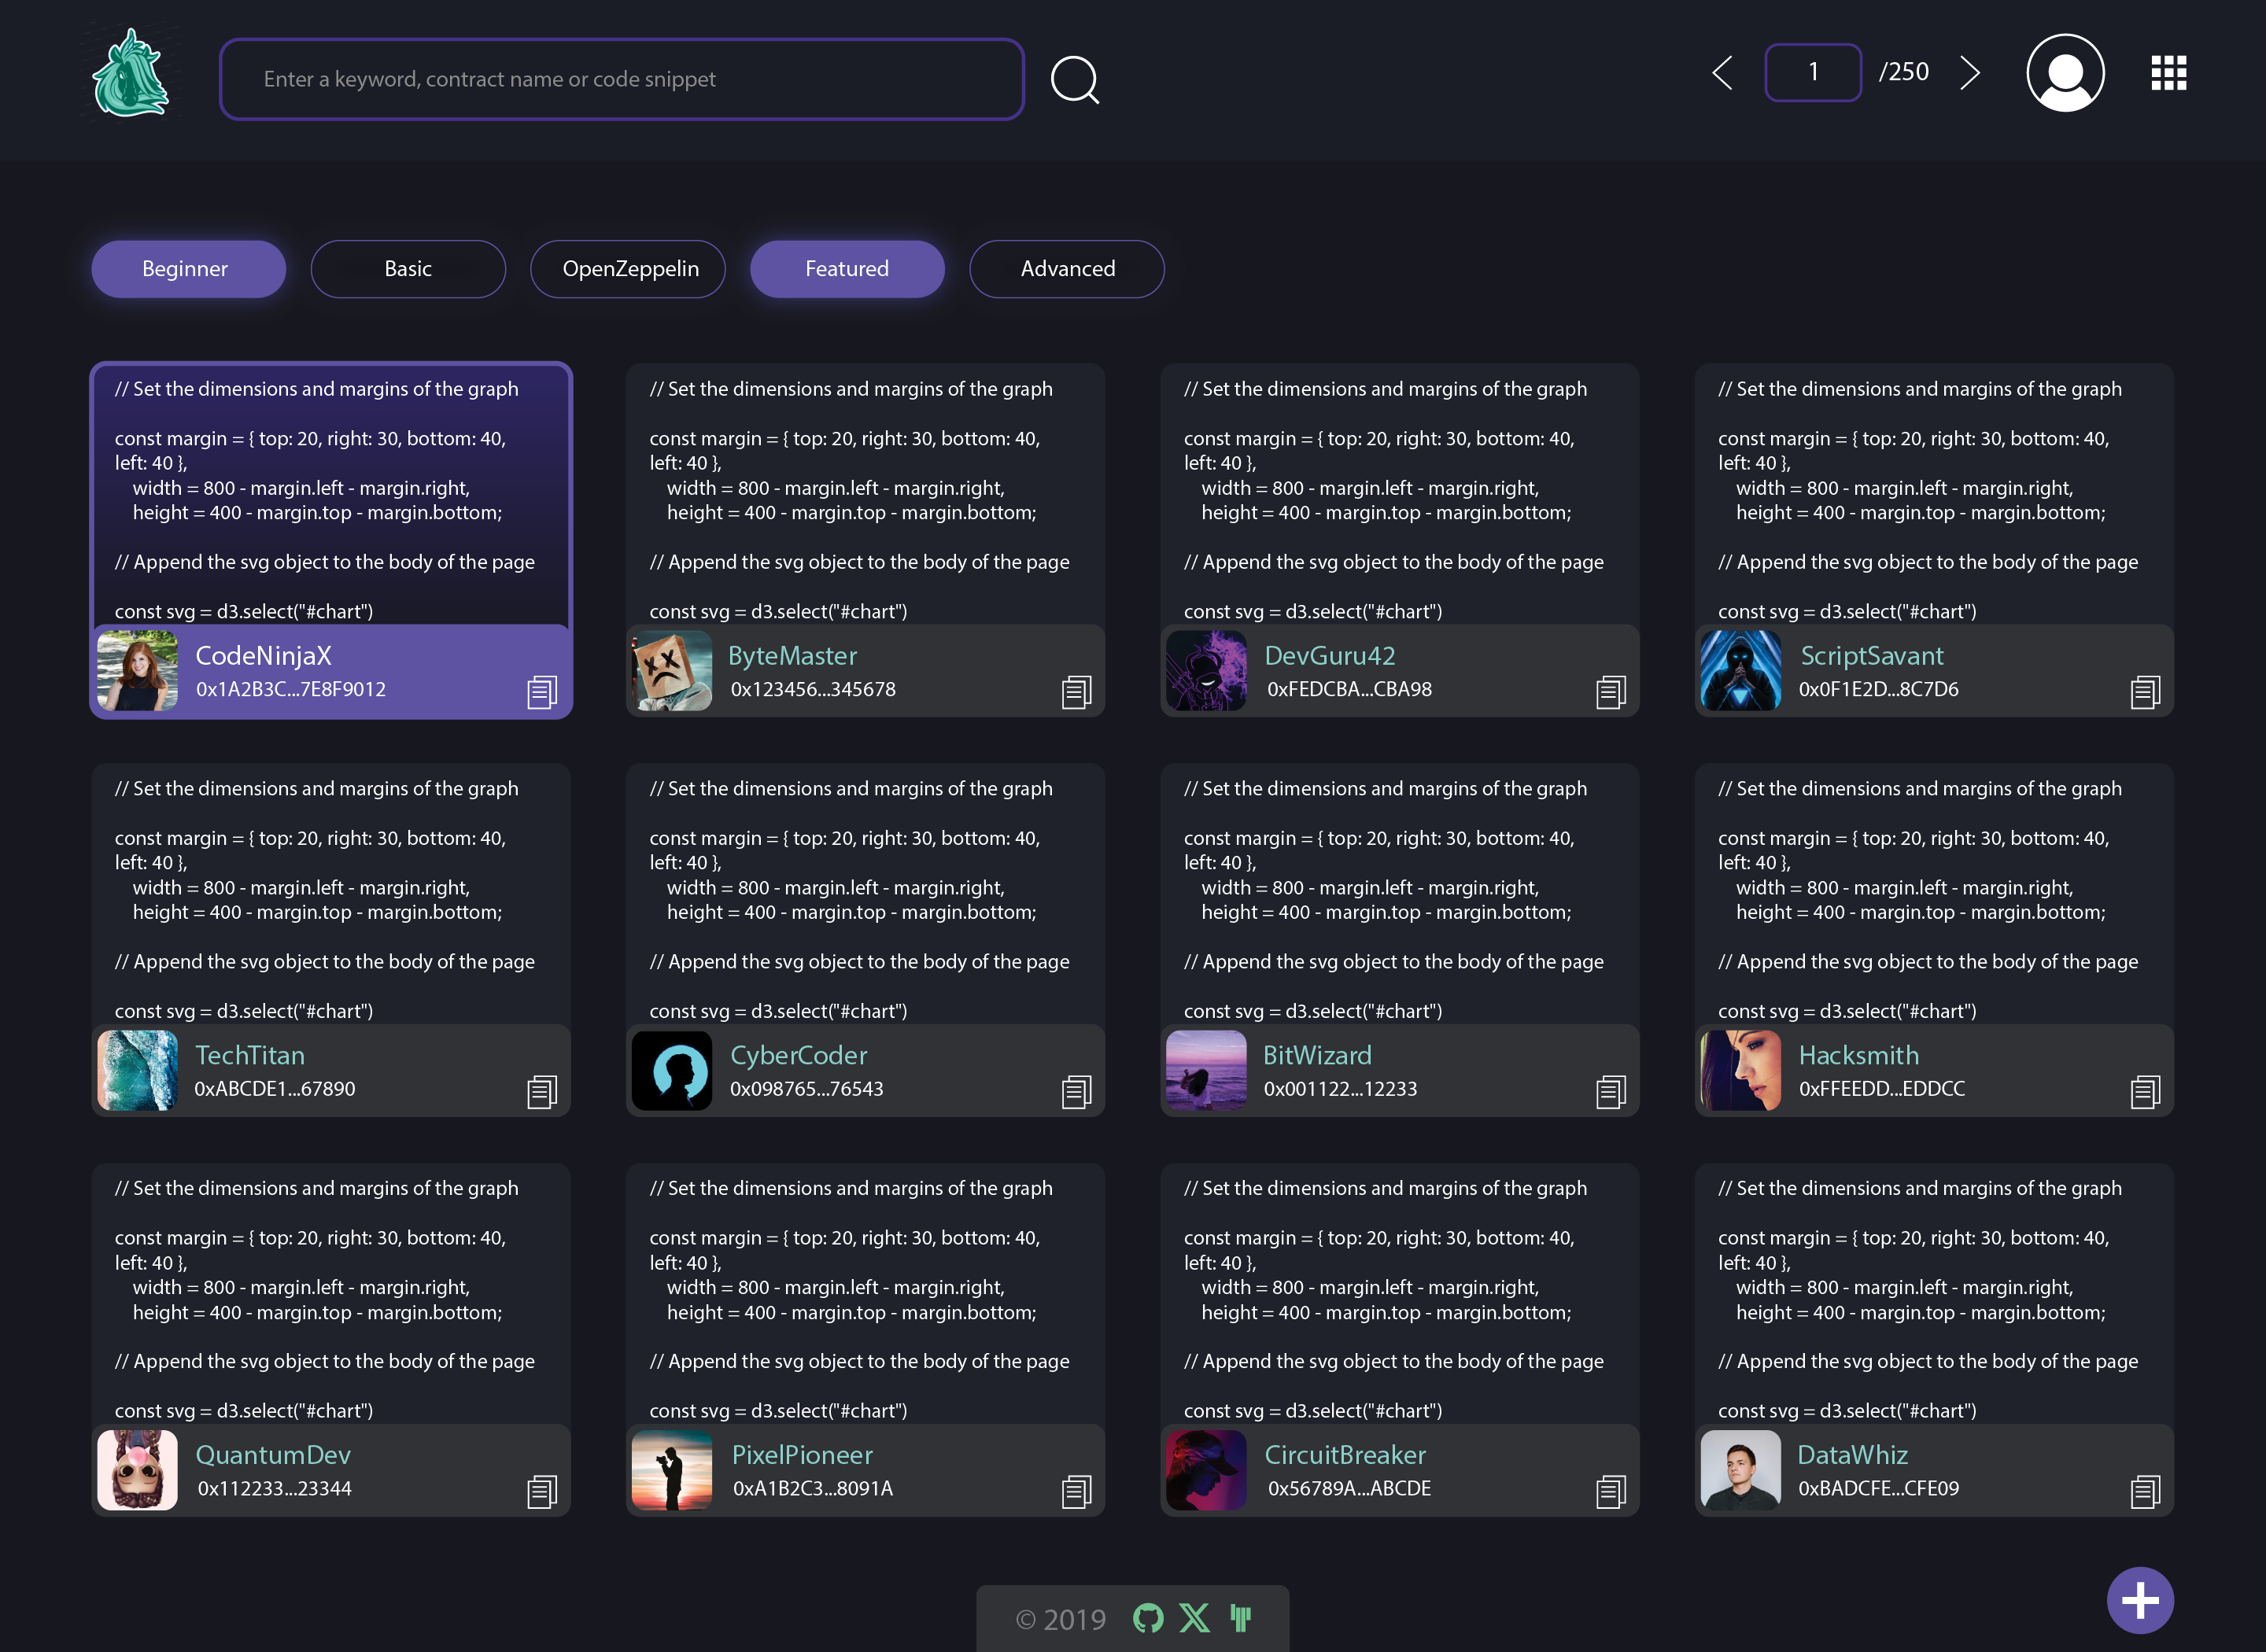 Enter a keyword, contract name or code snippet
1
/250
Beginner
Basic
OpenZeppelin
Featured
Advanced
// Set the dimensions and margins of the graph
const margin = { top: 20, right: 30, bottom: 40,
left: 40 },
width = 800 - margin.left - margin.right,
height = 400 - margin.top - margin.bottom;
// Append the svg object to the body of the page
const svg = d3.select("#chart")
CodeNinjaX
0x1A2B3C...7E8F9012
// Set the dimensions and margins of the graph
const margin = { top: 20, right: 30, bottom: 40,
left: 40 },
width = 800 - margin.left - margin.right,
height = 400 - margin.top - margin.bottom;
// Append the svg object to the body of the page
const svg = d3.select("#chart")
ByteMaster
0x123456...345678
// Set the dimensions and margins of the graph
const margin = { top: 20, right: 30, bottom: 40,
left: 40 },
width = 800 - margin.left - margin.right,
height = 400 - margin.top - margin.bottom;
// Append the svg object to the body of the page
const svg = d3.select("#chart")
DevGuru42
0xFEDCBA...CBA98
// Set the dimensions and margins of the graph
const margin = { top: 20, right: 30, bottom: 40,
left: 40 },
width = 800 - margin.left - margin.right,
height = 400 - margin.top - margin.bottom;
// Append the svg object to the body of the page
const svg = d3.select("#chart")
ScriptSavant
0x0F1E2D...8C7D6
// Set the dimensions and margins of the graph
const margin = { top: 20, right: 30, bottom: 40,
left: 40 },
width = 800 - margin.left - margin.right,
height = 400 - margin.top - margin.bottom;
// Append the svg object to the body of the page
const svg = d3.select("#chart")
TechTitan
0xABCDE1...67890
// Set the dimensions and margins of the graph
const margin = { top: 20, right: 30, bottom: 40,
left: 40 },
width = 800 - margin.left - margin.right,
height = 400 - margin.top - margin.bottom;
// Append the svg object to the body of the page
const svg = d3.select("#chart")
CyberCoder
0x098765...76543
// Set the dimensions and margins of the graph
const margin = { top: 20, right: 30, bottom: 40,
left: 40 },
width = 800 - margin.left - margin.right,
height = 400 - margin.top - margin.bottom;
// Append the svg object to the body of the page
const svg = d3.select("#chart")
BitWizard
0x001122...12233
// Set the dimensions and margins of the graph
const margin = { top: 20, right: 30, bottom: 40,
left: 40 },
width = 800 - margin.left - margin.right,
height = 400 - margin.top - margin.bottom;
// Append the svg object to the body of the page
const svg = d3.select("#chart")
Hacksmith
0xFFEEDD...EDDCC
// Set the dimensions and margins of the graph
const margin = { top: 20, right: 30, bottom: 40,
left: 40 },
width = 800 - margin.left - margin.right,
height = 400 - margin.top - margin.bottom;
// Append the svg object to the body of the page
const svg = d3.select("#chart")
QuantumDev
0x112233...23344
// Set the dimensions and margins of the graph
const margin = { top: 20, right: 30, bottom: 40,
left: 40 },
width = 800 - margin.left - margin.right,
height = 400 - margin.top - margin.bottom;
// Append the svg object to the body of the page
const svg = d3.select("#chart")
PixelPioneer
0xA1B2C3...8091A
// Set the dimensions and margins of the graph
const margin = { top: 20, right: 30, bottom: 40,
left: 40 },
width = 800 - margin.left - margin.right,
height = 400 - margin.top - margin.bottom;
// Append the svg object to the body of the page
const svg = d3.select("#chart")
CircuitBreaker
0x56789A...ABCDE
// Set the dimensions and margins of the graph
const margin = { top: 20, right: 30, bottom: 40,
left: 40 },
width = 800 - margin.left - margin.right,
height = 400 - margin.top - margin.bottom;
// Append the svg object to the body of the page
const svg = d3.select("#chart")
DataWhiz
0xBADCFE...CFE09
© 2019